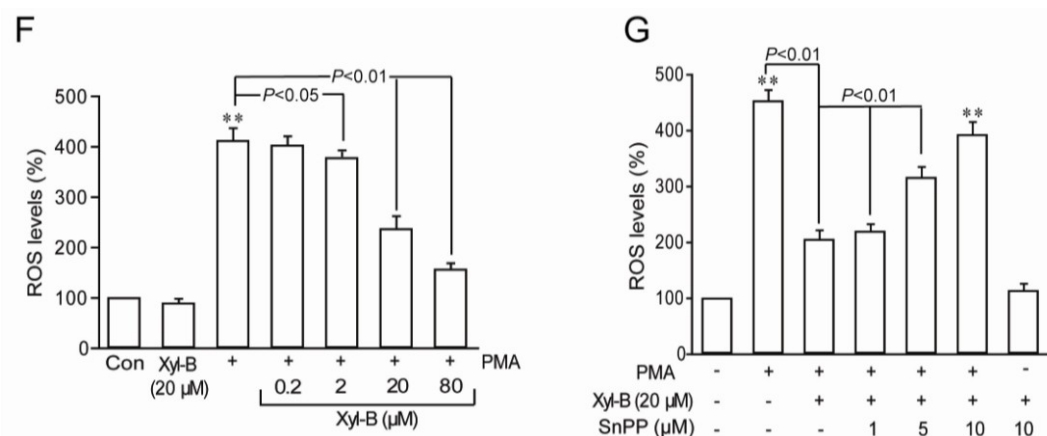 F
P<0.01
P<0.05
**
500
400
300
200
100
0
ROS levels (%)
Con
Xyl-B
(20 μM)
+ + + + + PMA
0.2 2 20 80
Xyl-B (μM)
G
P<0.01
P<0.01
**
**
500
400
300
200
100
0
ROS levels (%)
PMA - + + + + + -
Xyl-B (20 μM) - - + + + + +
SnPP (μM) - - - 1 5 10 10